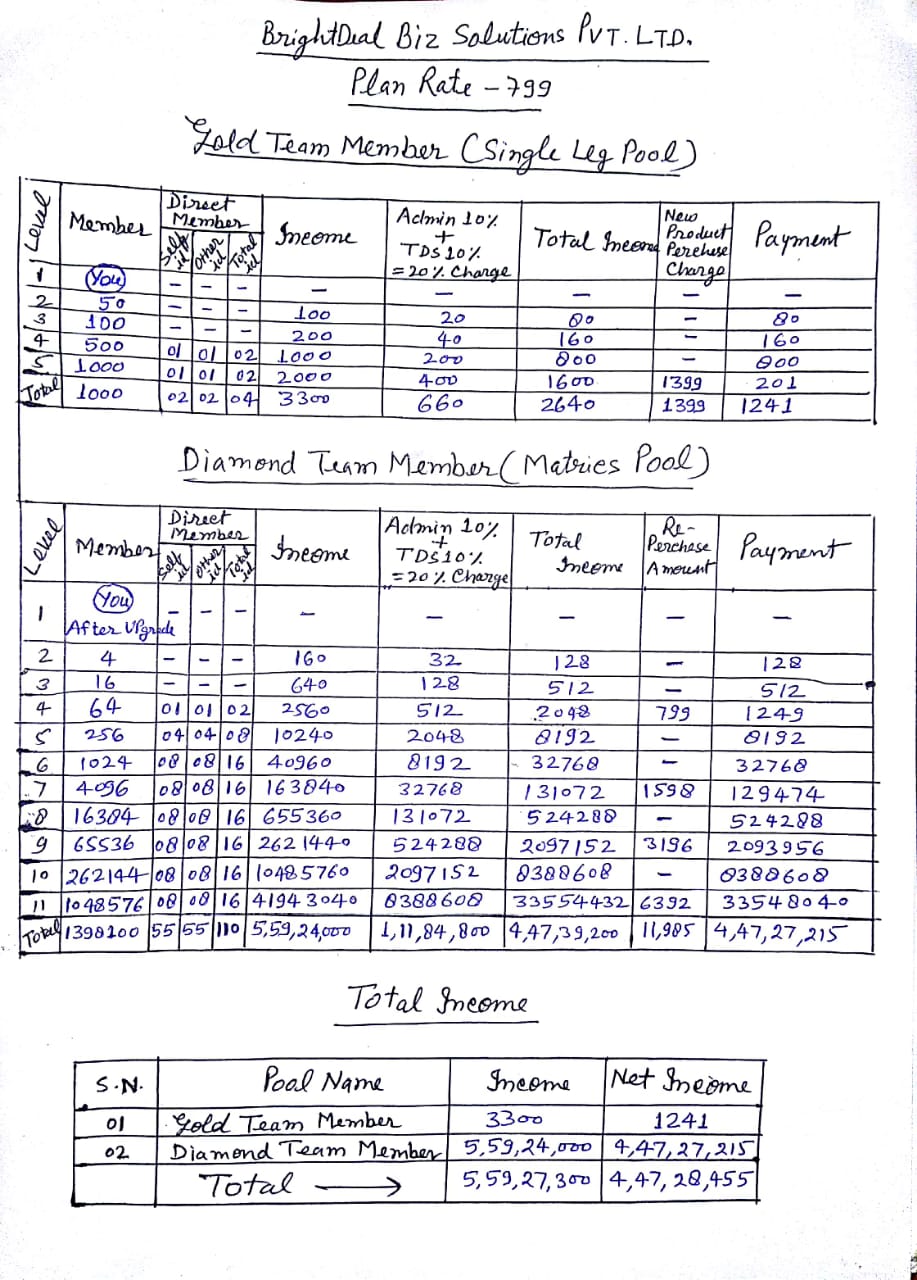 BrightDeal Biz Solutions PVT. LTD.
Plan Rate – 799
Gold Team Member (Single Leg Pool)
Level | Member | Direct Member | Income | Admin 10% + TDS 10% = 20% Charge | Total Income | New Product Perchese Charge | Payment
Self id | Other id | Total id
1 | You | – | – | – | – | – | – | – | –
2 | 50 | – | – | – | 100 | 20 | 80 | – | 80
3 | 100 | – | – | – | 200 | 40 | 160 | – | 160
4 | 500 | 01 | 01 | 02 | 1000 | 200 | 800 | – | 800
5 | 1000 | 01 | 01 | 02 | 2000 | 400 | 1600 | 1399 | 201
Total | 1000 | 02 | 02 | 04 | 3300 | 660 | 2640 | 1399 | 1241
Diamond Team Member (Matries Pool)
Level | Member | Direct Member | Income | Admin 10% + TDS 10% = 20% Charge | Total Income | Re-Perchase Amount | Payment
Self id | Other id | Total id
1 | You After Upgrade | – | – | – | – | – | – | – | –
2 | 4 | – | – | – | 160 | 32 | 128 | – | 128
3 | 16 | – | – | – | 640 | 128 | 512 | – | 512
4 | 64 | 01 | 01 | 02 | 2560 | 512 | 2048 | 799 | 1249
5 | 256 | 04 | 04 | 08 | 10240 | 2048 | 8192 | – | 8192
6 | 1024 | 08 | 08 | 16 | 40960 | 8192 | 32768 | – | 32768
7 | 4096 | 08 | 08 | 16 | 163840 | 32768 | 131072 | 1598 | 129474
8 | 16384 | 08 | 08 | 16 | 655360 | 131072 | 524288 | – | 524288
9 | 65536 | 08 | 08 | 16 | 2621440 | 524288 | 2097152 | 3196 | 2093956
10 | 262144 | 08 | 08 | 16 | 10485760 | 2097152 | 8388608 | – | 8388608
11 | 1048576 | 08 | 08 | 16 | 41943040 | 8388608 | 33554432 | 6392 | 33548040
Total | 1398100 | 55 | 55 | 110 | 5,59,24,000 | 1,11,84,800 | 4,47,39,200 | 11,985 | 4,47,27,215
Total Income
S.N. | Pool Name | Income | Net Income
01 | Gold Team Member | 3300 | 1241
02 | Diamond Team Member | 5,59,24,000 | 4,47,27,215
Total → | 5,59,27,300 | 4,47,28,455